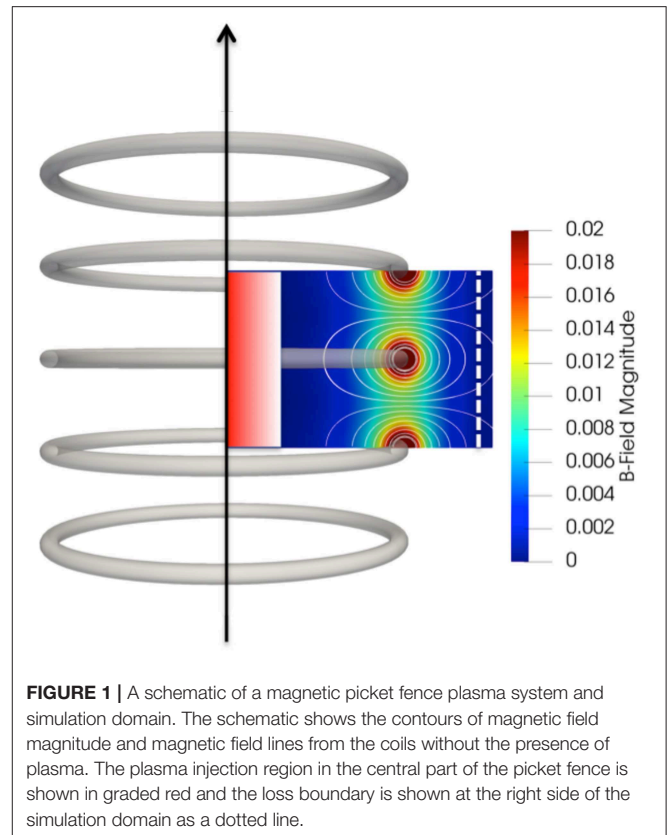 0.02
0.018
0.016
0.014
0.012
0.01
0.008
0.006
0.004
0.002
0
B-Field Magnitude
FIGURE 1 | A schematic of a magnetic picket fence plasma system and
simulation domain. The schematic shows the contours of magnetic field
magnitude and magnetic field lines from the coils without the presence of
plasma. The plasma injection region in the central part of the picket fence is
shown in graded red and the loss boundary is shown at the right side of the
simulation domain as a dotted line.